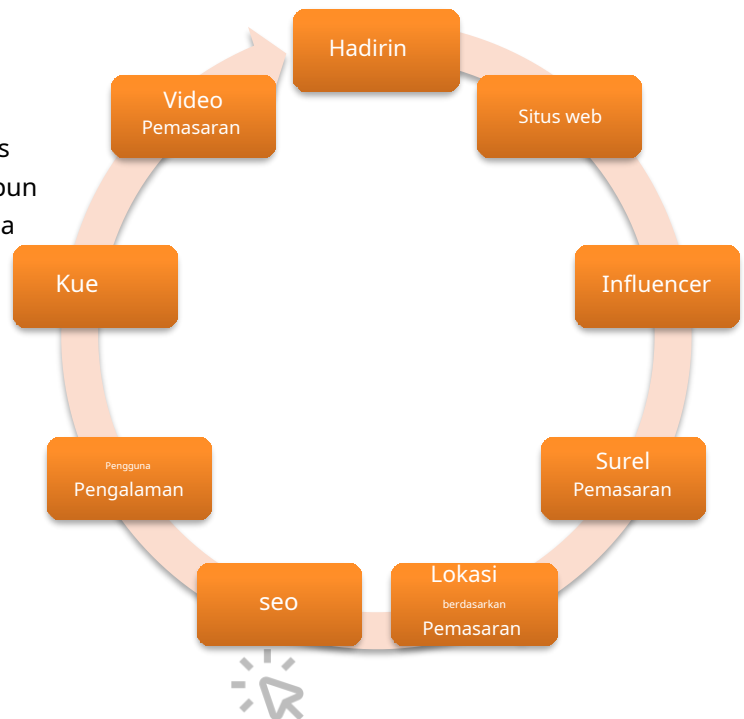 Hadirin
Situs web
Influencer
Surel
Pemasaran
Lokasi
berdasarkan
Pemasaran
seo
Pengguna
Pengalaman
Kue
Video
Pemasaran
s
a